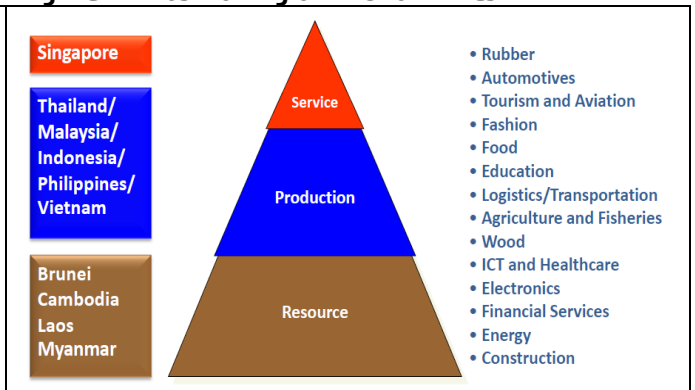 Singapore
Thailand/
Malaysia/
Indonesia/
Philippines/
Vietnam
Brunei
Cambodia
Laos
Myanmar
Service
Production
Resource
• Rubber
• Automotives
• Tourism and Aviation
• Fashion
• Food
• Education
• Logistics/Transportation
• Agriculture and Fisheries
• Wood
• ICT and Healthcare
• Electronics
• Financial Services
• Energy
• Construction